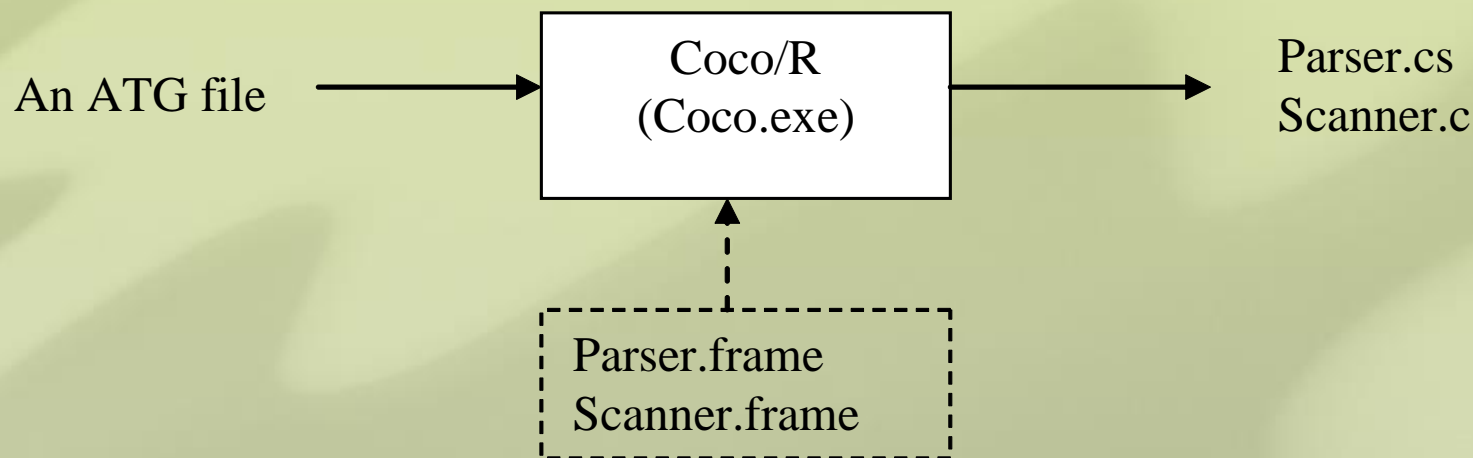 An ATG file
Coco/R
(Coco.exe)
Parser.cs
Scanner.c
Parser.frame
Scanner.frame